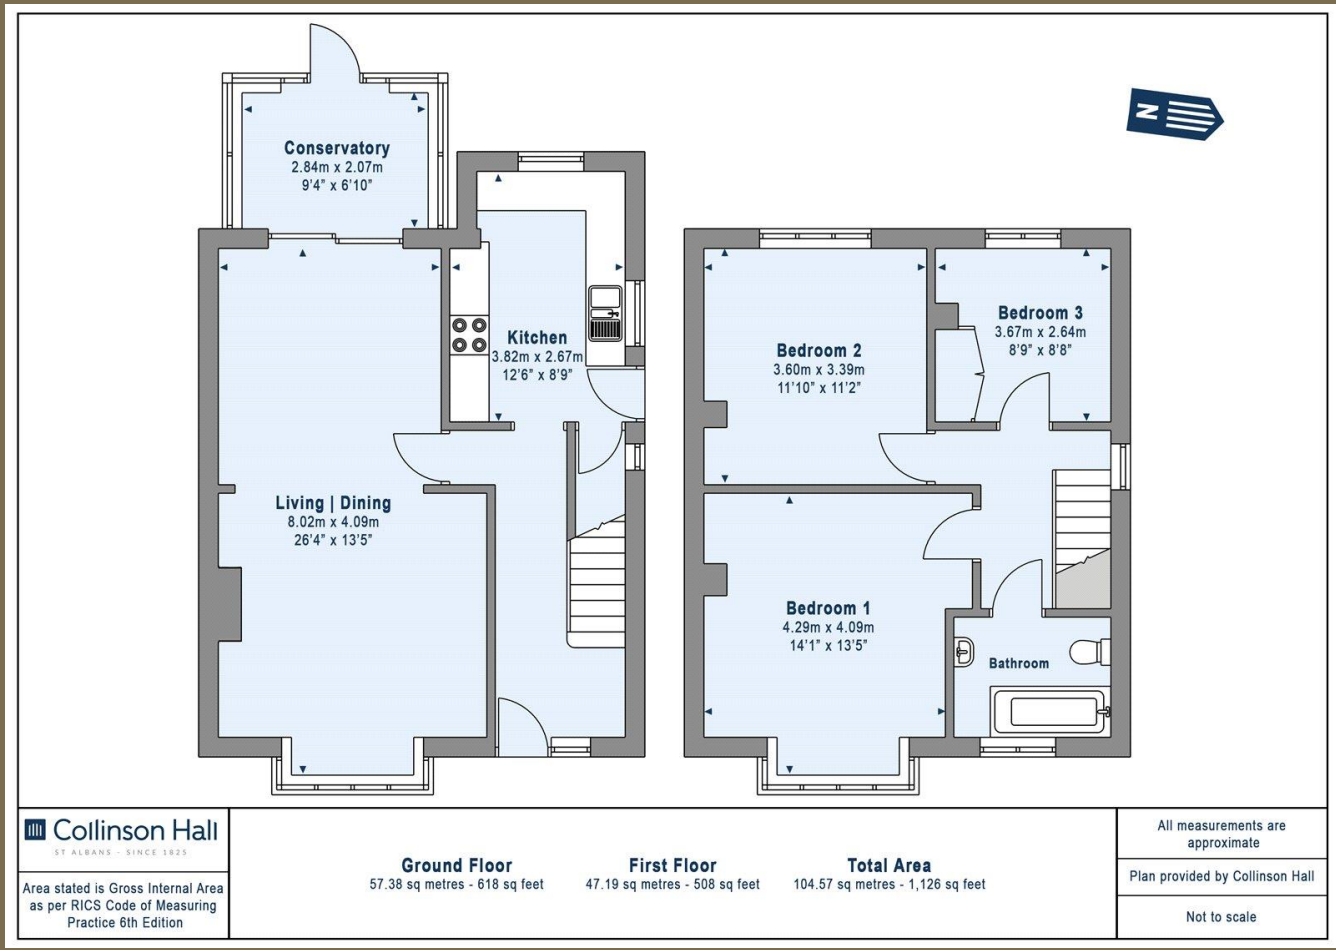 Conservatory
2.84m x 2.07m
9'4" x 6'10"
N
Kitchen
3.82m x 2.67m
12'6" x 8'9"
Living | Dining
8.02m x 4.09m
26'4" x 13'5"
Bedroom 2
3.60m x 3.39m
11'10" x 11'2"
Bedroom 3
3.67m x 2.64m
8'9" x 8'8"
Bedroom 1
4.29m x 4.09m
14'1" x 13'5"
Bathroom
Collinson Hall
ST ALBANS - SINCE 1825
Area stated is Gross Internal Area
as per RICS Code of Measuring
Practice 6th Edition
Ground Floor
57.38 sq metres - 618 sq feet
First Floor
47.19 sq metres - 508 sq feet
Total Area
104.57 sq metres - 1,126 sq feet
All measurements are
approximate
Plan provided by Collinson Hall
Not to scale